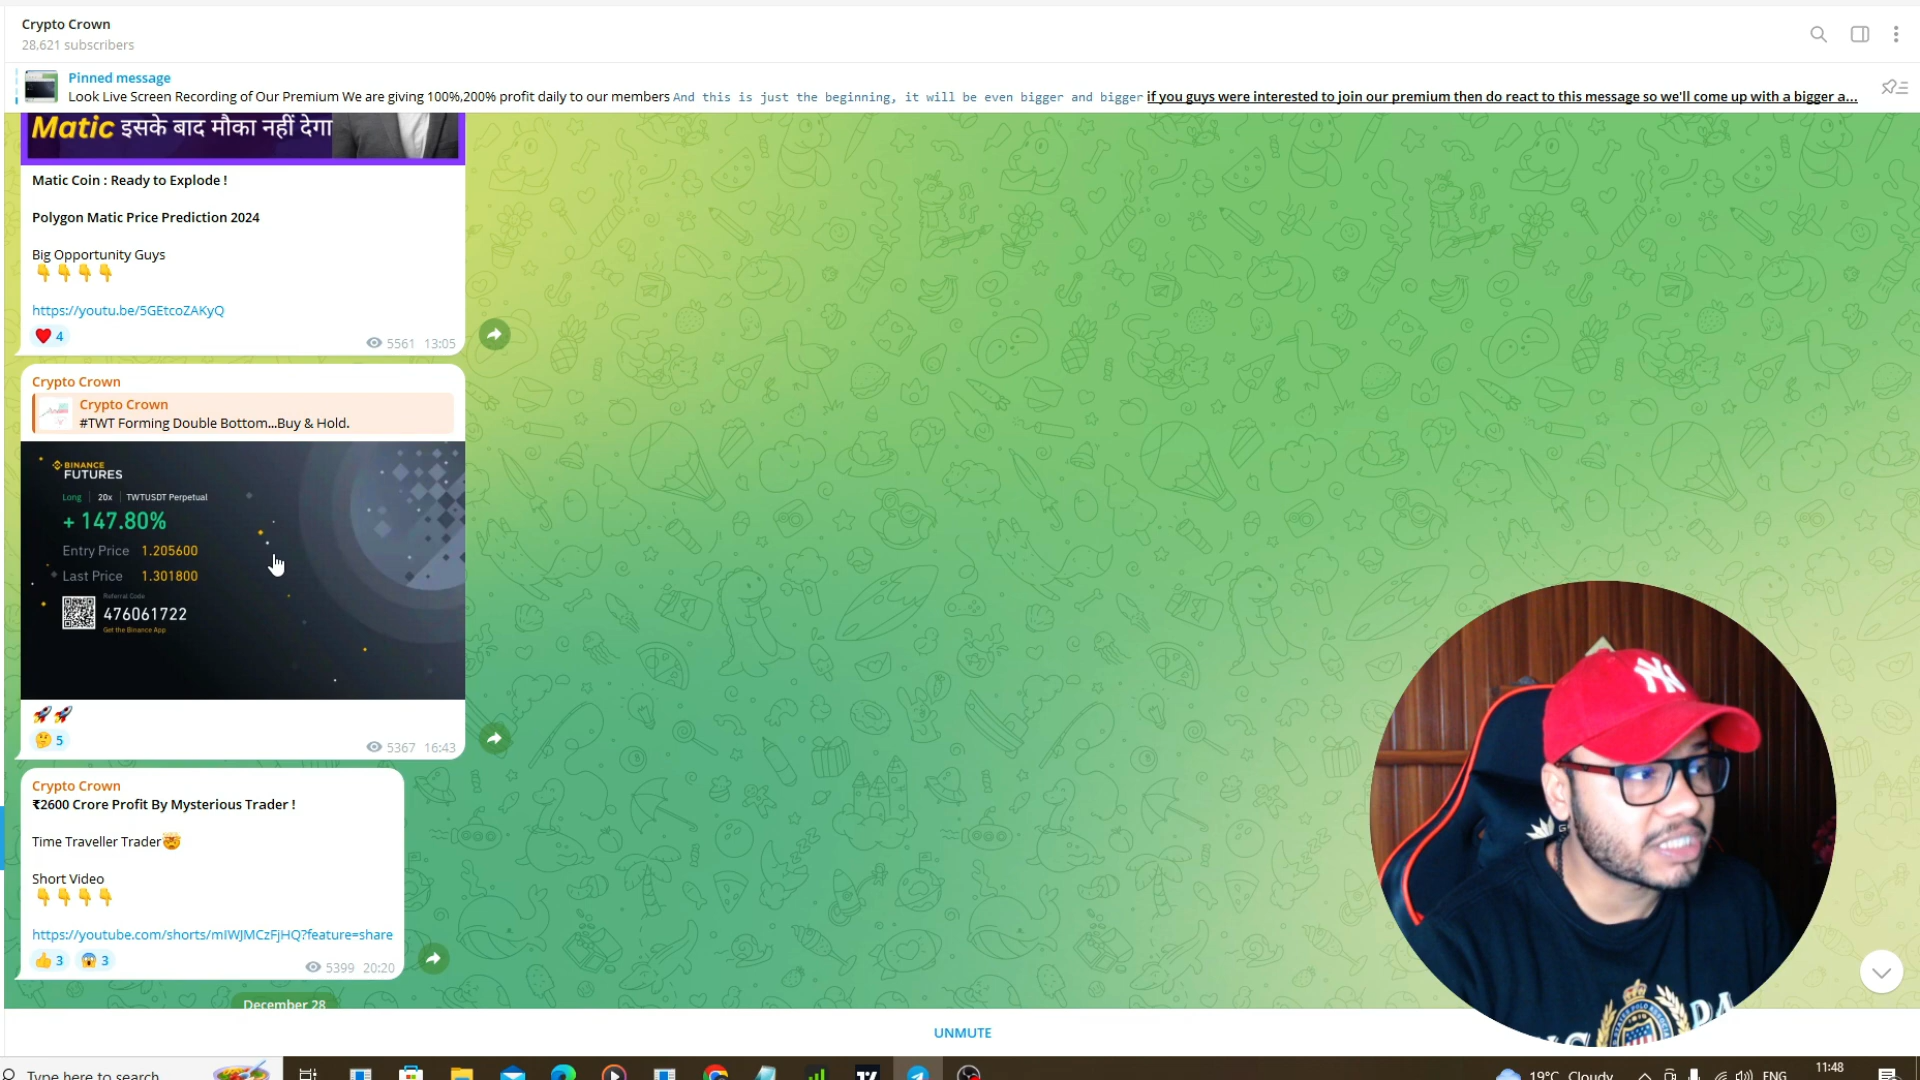 Crypto Crown
28,621 subscribers
Pinned message
Look Live Screen Recording of Our Premium We are giving 100%,200% profit daily to our members And this is just the beginning, it will be even bigger and bigger if you guys were interested to join our premium then do react to this message so we'll come up with a bigger a...
Matic इसके बाद मौका नहीं देगा
Matic Coin : Ready to Explode !
Polygon Matic Price Prediction 2024
Big Opportunity Guys
👇 👇 👇 👇
https://youtu.be/5GEtcoZAKyQ
❤️ 4
5561 13:05
Crypto Crown
Crypto Crown
#TWT Forming Double Bottom...Buy & Hold.
BINANCE
FUTURES
Long | 20x | TWTUSDT Perpetual
+ 147.80%
Entry Price 1.205600
Last Price 1.301800
Referral Code
476061722
Get the Binance App
🚀🚀
🤔 5
5367 16:43
Crypto Crown
₹2600 Crore Profit By Mysterious Trader !
Time Traveller Trader🤯
Short Video
👇 👇 👇 👇
https://youtube.com/shorts/mIWJMCzFjHQ?feature=share
👍 3 😱 3
5399 20:20
December 28
UNMUTE
NY
Type here to search
19°C Cloudy
ENG
11:48